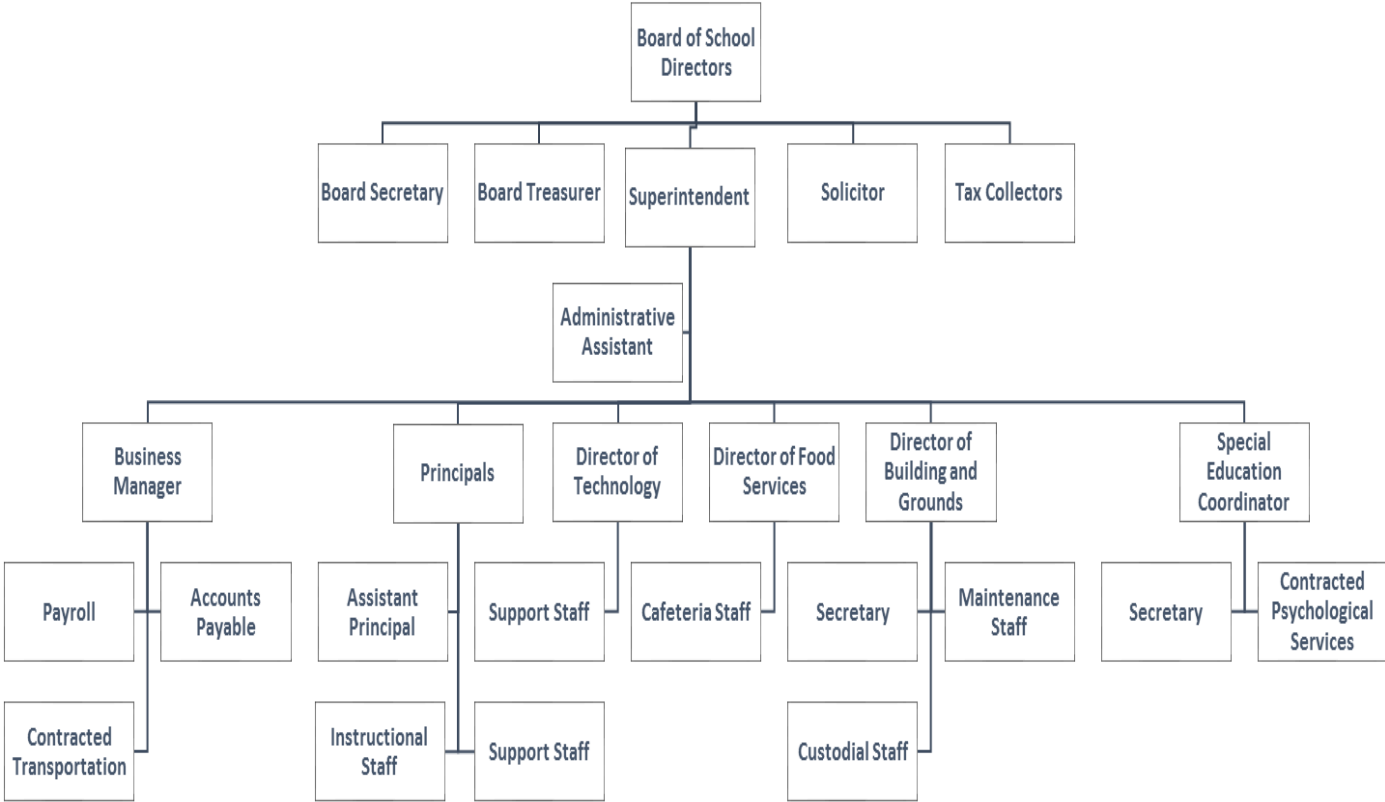 Board of School
Directors
Board Secretary
Board Treasurer
Superintendent
Solicitor
Tax Collectors
Administrative
Assistant
Business
Manager
Principals
Director of
Technology
Director of Food
Services
Director of
Building and
Grounds
Special
Education
Coordinator
Payroll
Accounts
Payable
Assistant
Principal
Support Staff
Cafeteria Staff
Secretary
Maintenance
Staff
Secretary
Contracted
Psychological
Services
Contracted
Transportation
Instructional
Staff
Support Staff
Custodial Staff